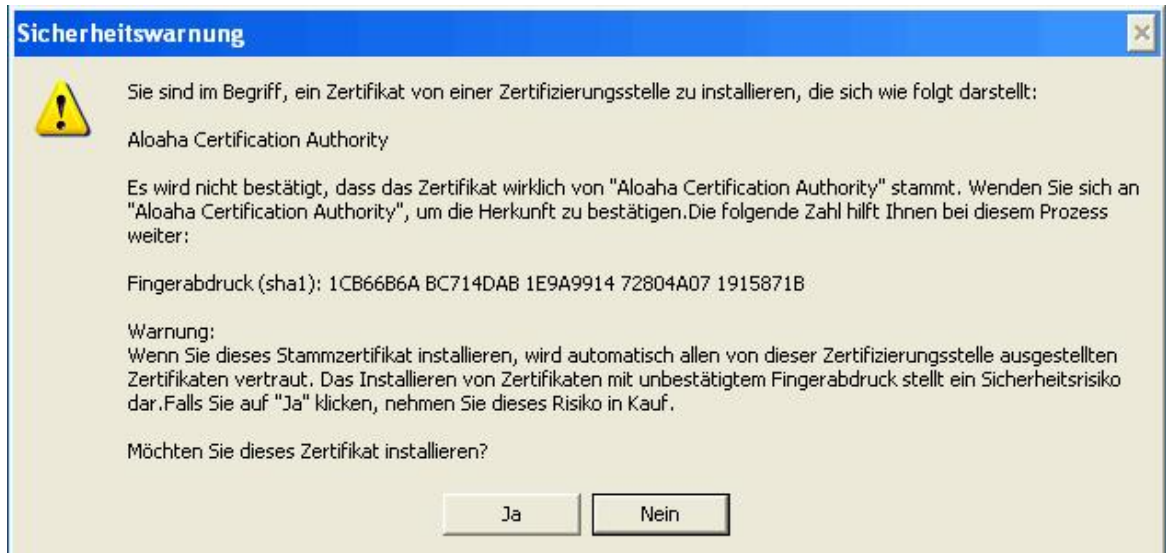 Sicherheitswarnung
Sie sind im Begriff, ein Zertifikat von einer Zertifizierungsstelle zu installieren, die sich wie folgt darstellt:
Aloaha Certification Authority
Es wird nicht bestätigt, dass das Zertifikat wirklich von "Aloaha Certification Authority" stammt. Wenden Sie sich an
"Aloaha Certification Authority", um die Herkunft zu bestätigen.Die folgende Zahl hilft Ihnen bei diesem Prozess
weiter:
Fingerabdruck (sha1): 1CB66B6A BC714DAB 1E9A9914 72804A07 1915871B
Warnung:
Wenn Sie dieses Stammzertifikat installieren, wird automatisch allen von dieser Zertifizierungsstelle ausgestellten
Zertifikaten vertraut. Das Installieren von Zertifikaten mit unbestätigtem Fingerabdruck stellt ein Sicherheitsrisiko
dar.Falls Sie auf "Ja" klicken, nehmen Sie dieses Risiko in Kauf.
Möchten Sie dieses Zertifikat installieren?
Ja
Nein